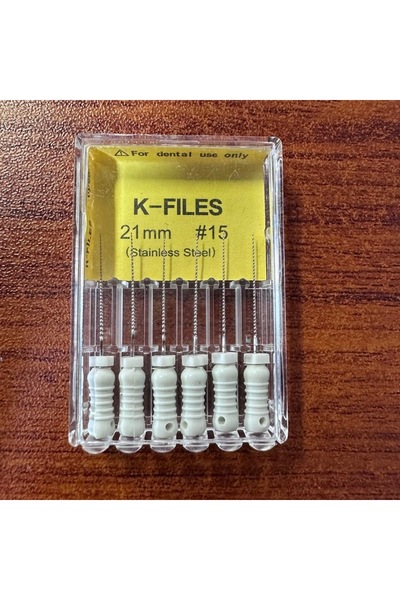 ⚠For dental use only
K-FILES
21mm #15
(Stainless Steel)